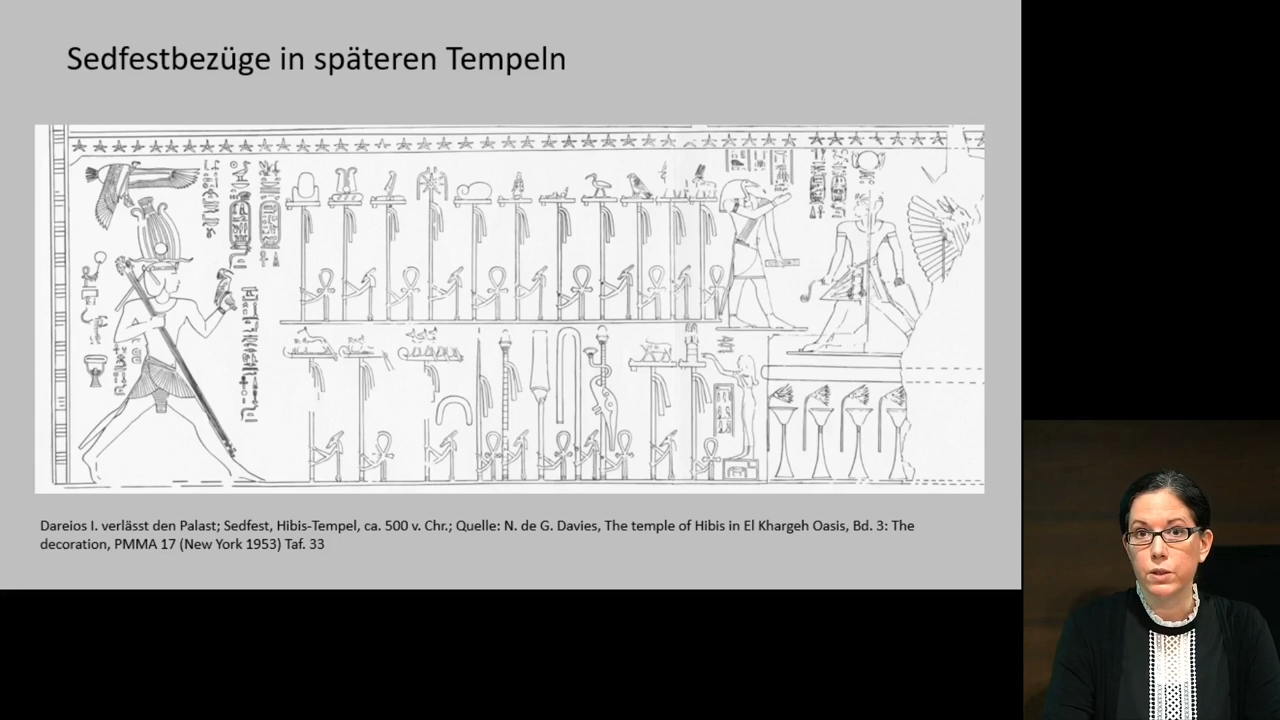 Sedfestbezüge in späteren Tempeln
Dareios I. verlässt den Palast; Sedfest, Hibis-Tempel, ca. 500 v. Chr.; Quelle: N. de G. Davies, The temple of Hibis in El Khargeh Oasis, Bd. 3: The
decoration, PMMA 17 (New York 1953) Taf. 33